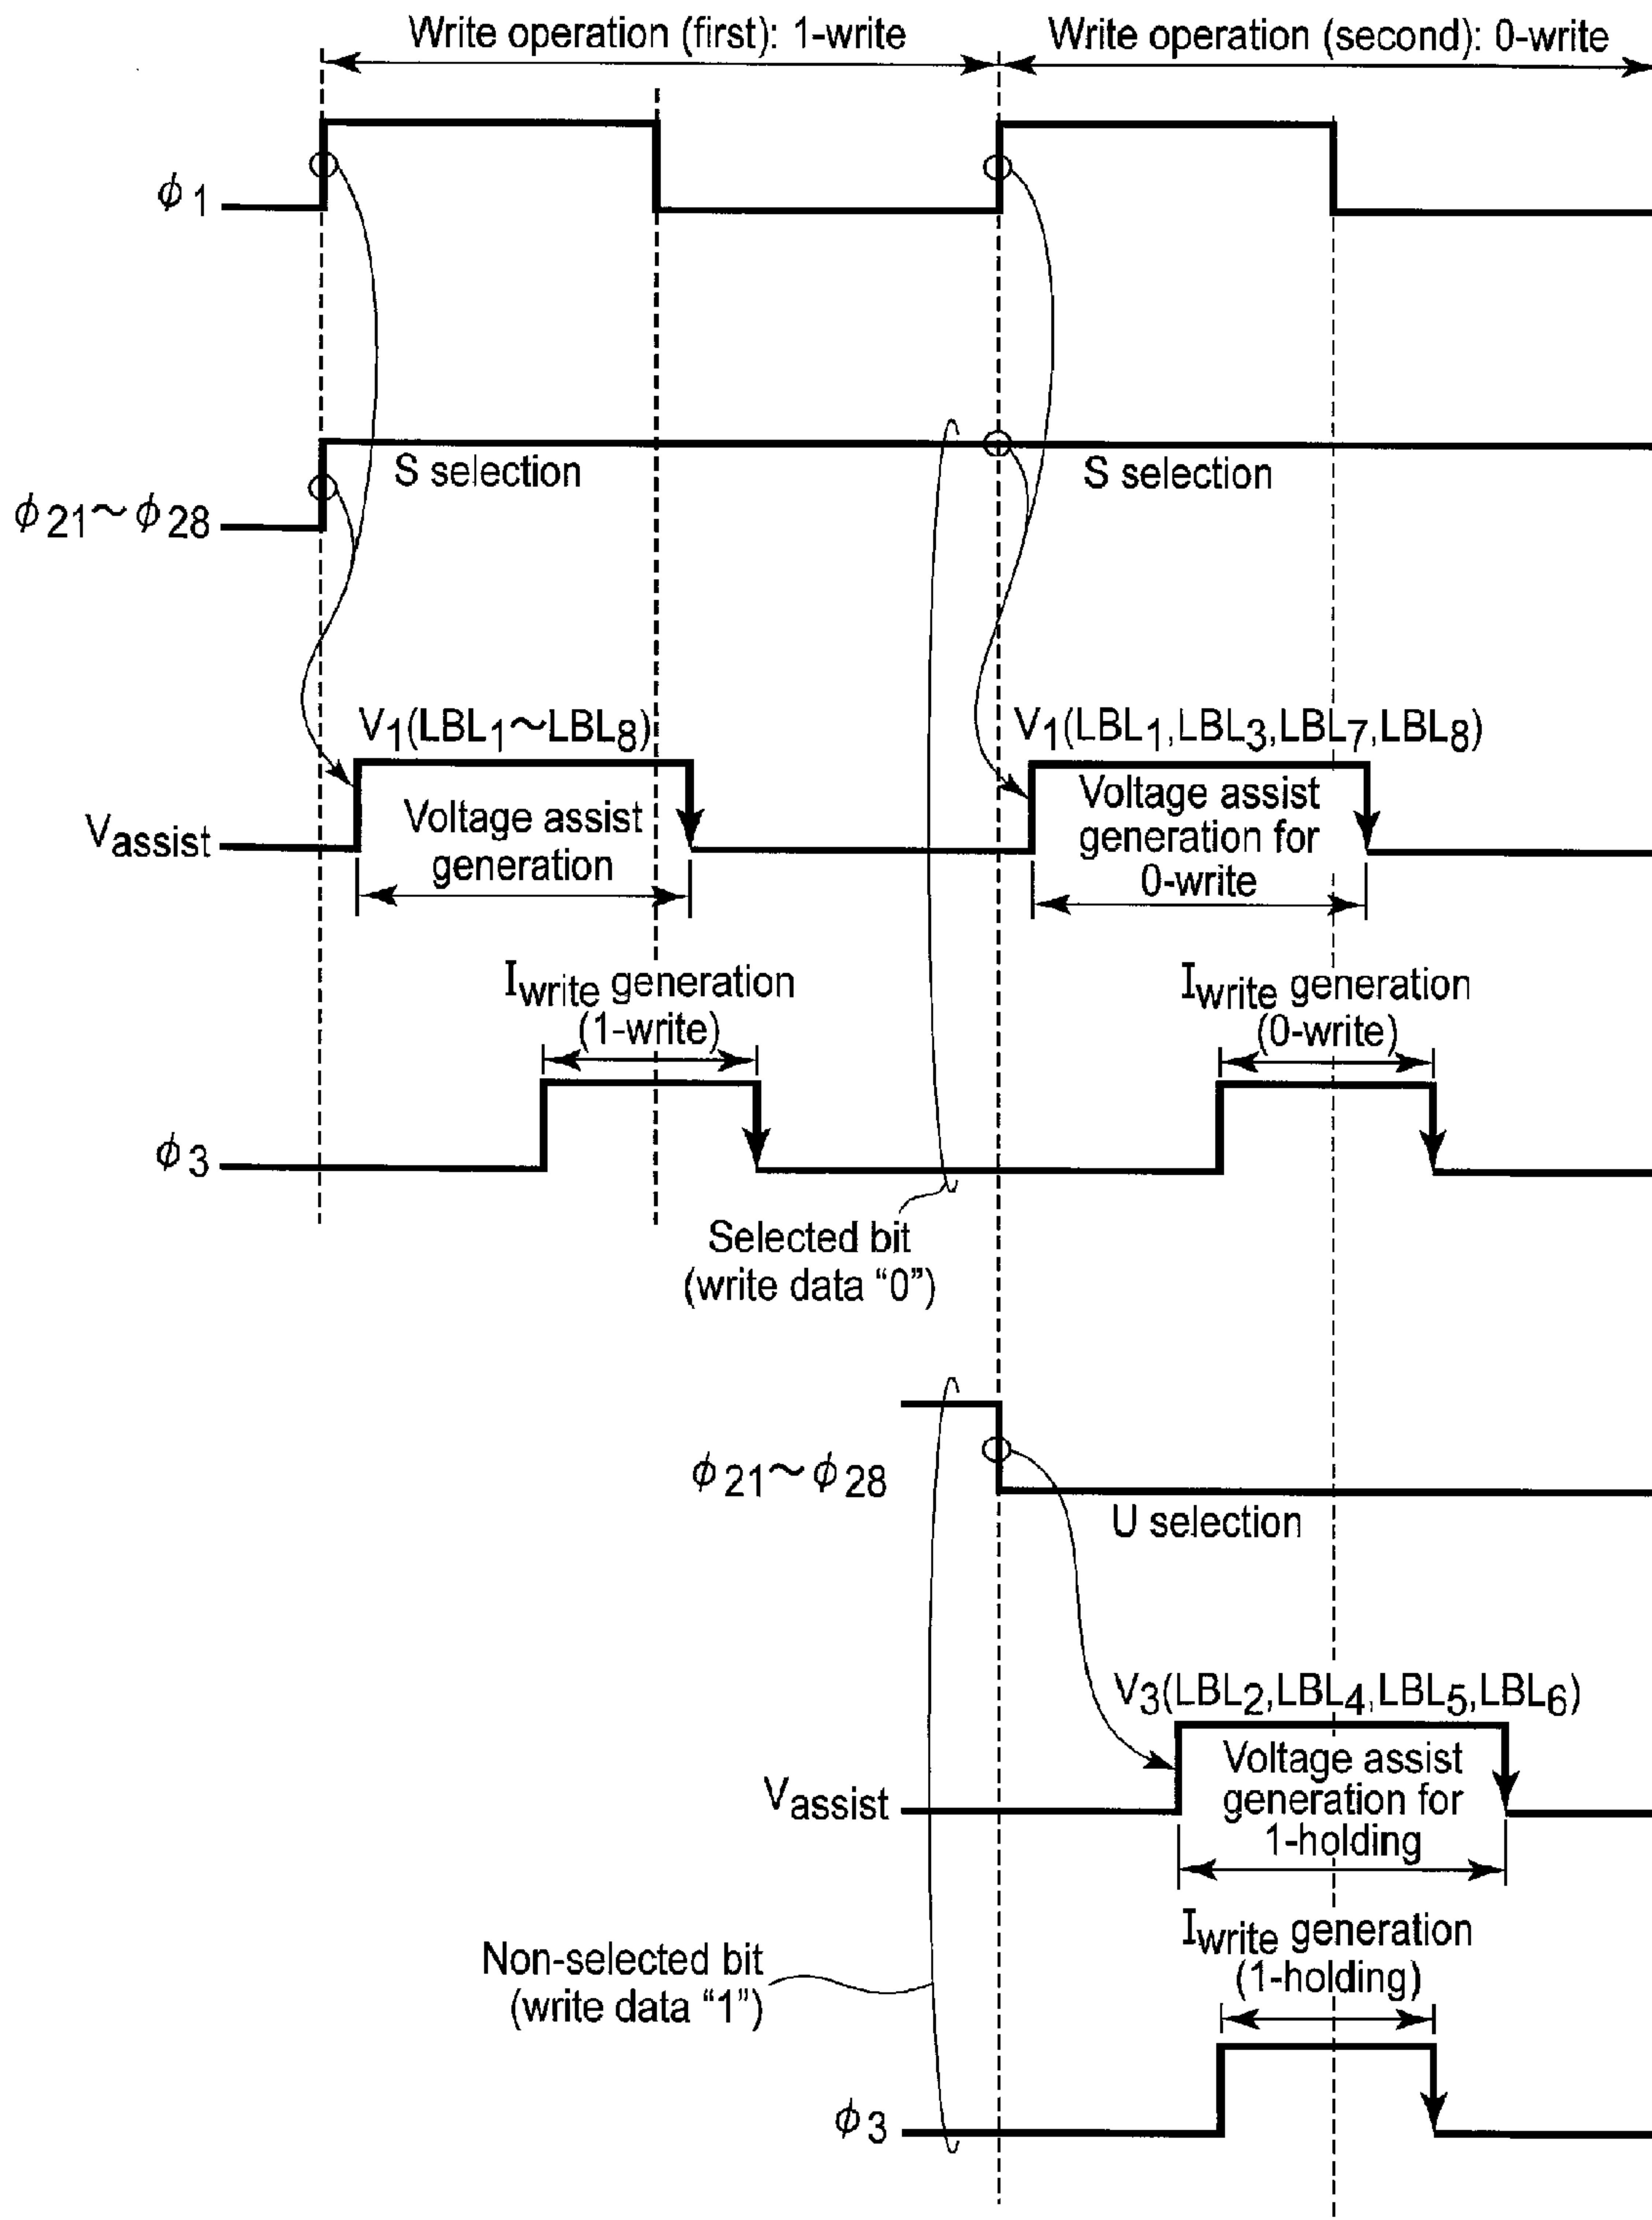 Write operation (first): 1-write
Write operation (second): 0-write
ϕ1
S selection
S selection
ϕ21~ϕ28
V1(LBL1~LBL8)
V1(LBL1,LBL3,LBL7,LBL8)
Voltage assist
generation
Voltage assist
generation for
0-write
Vassist
Iwrite generation
(1-write)
Iwrite generation
(0-write)
ϕ3
Selected bit
(write data “0”)
ϕ21~ϕ28
U selection
V3(LBL2,LBL4,LBL5,LBL6)
Voltage assist
generation for
1-holding
Vassist
Iwrite generation
(1-holding)
Non-selected bit
(write data “1”)
ϕ3